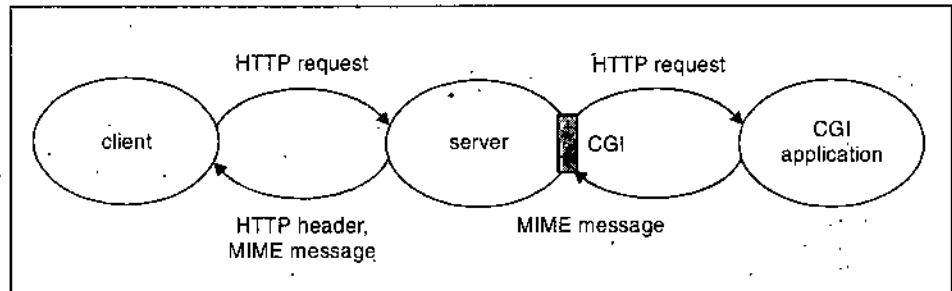 HTTP request
HTTP request
client
server
CGI
CGI
application
HTTP header,
MIME message
MIME message